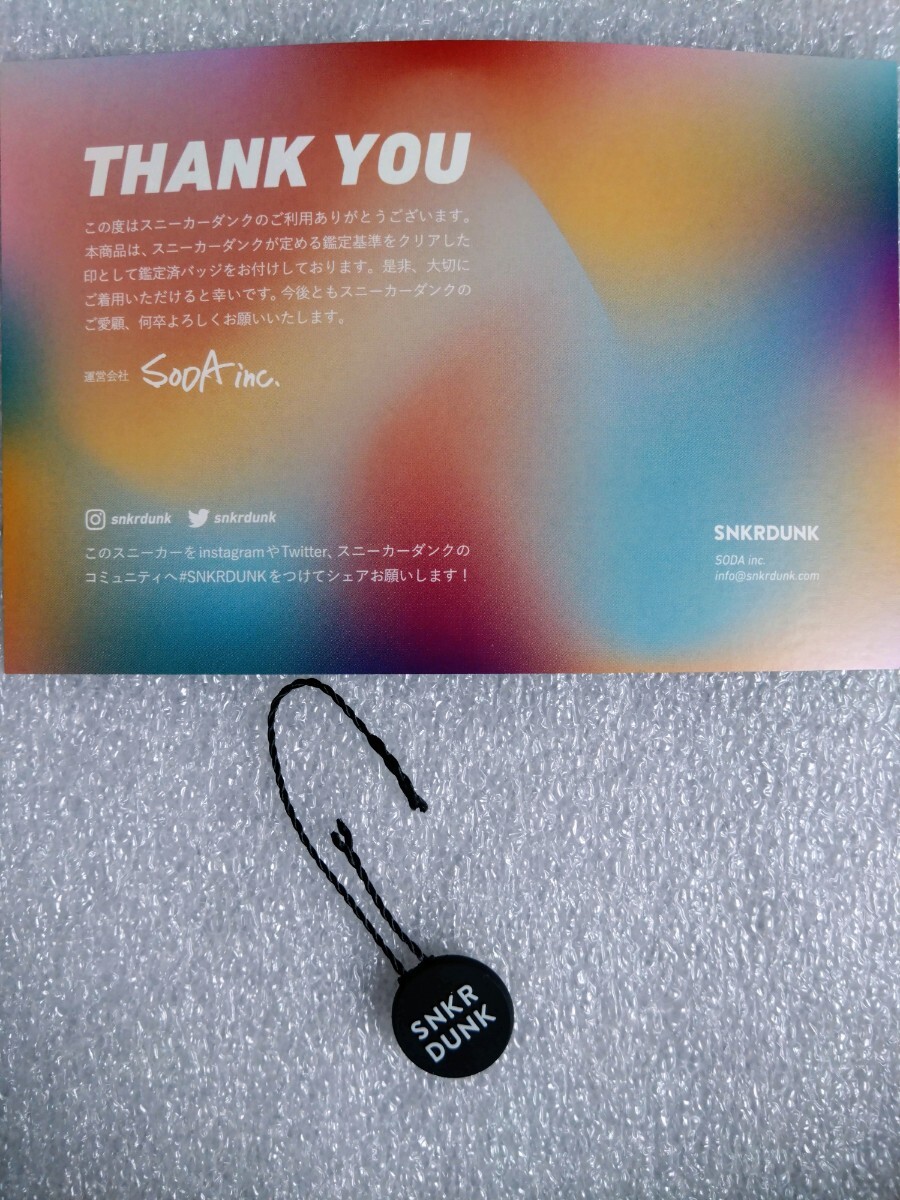 THANK YOU
この度はスニーカーダンクのご利用ありがとうございます。
本商品は、スニーカーダンクが定める鑑定基準をクリアした
印として鑑定済バッジをお付けしております。是非、大切に
ご着用いただけると幸いです。今後ともスニーカーダンクの
ご愛顧、何卒よろしくお願いいたします。
運営会社 SODA inc.
snkrdunk snkrdunk
このスニーカーをinstagramやTwitter、スニーカーダンクの
コミュニティへ#SNKRDUNKをつけてシェアお願いします！
SNKRDUNK
SODA inc.
info@snkrdunk.com
SNKR
DUNK